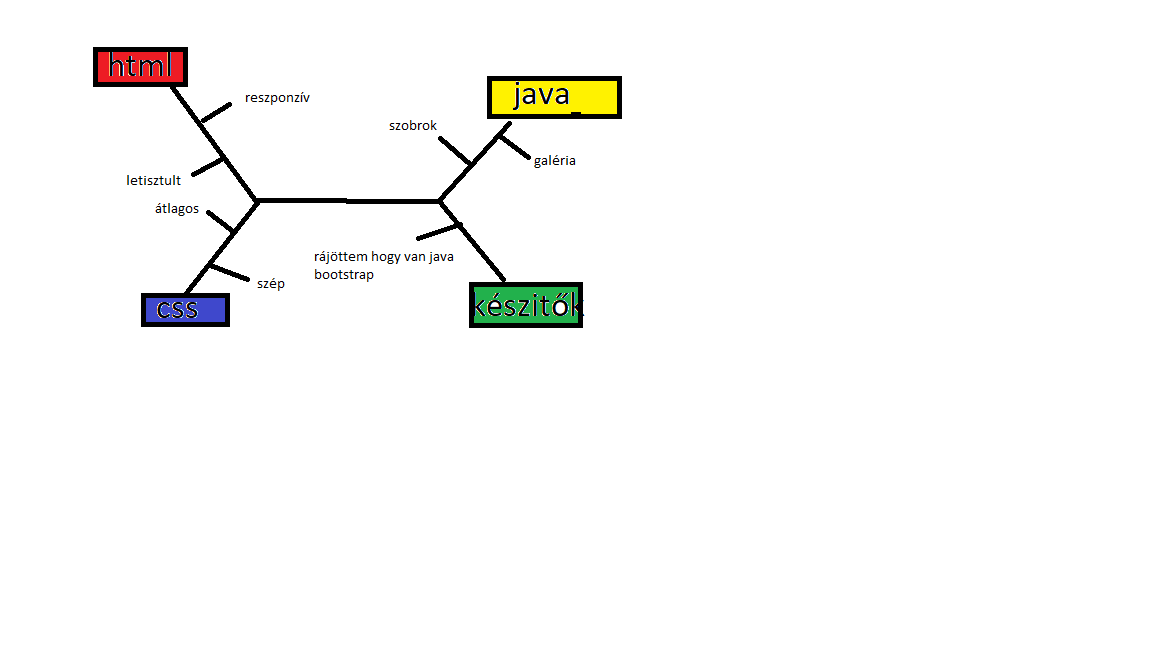 html
reszponzív
java_
szobrok
galéria
letisztult
átlagos
rájöttem hogy van java
bootstrap
szép
css
készitők